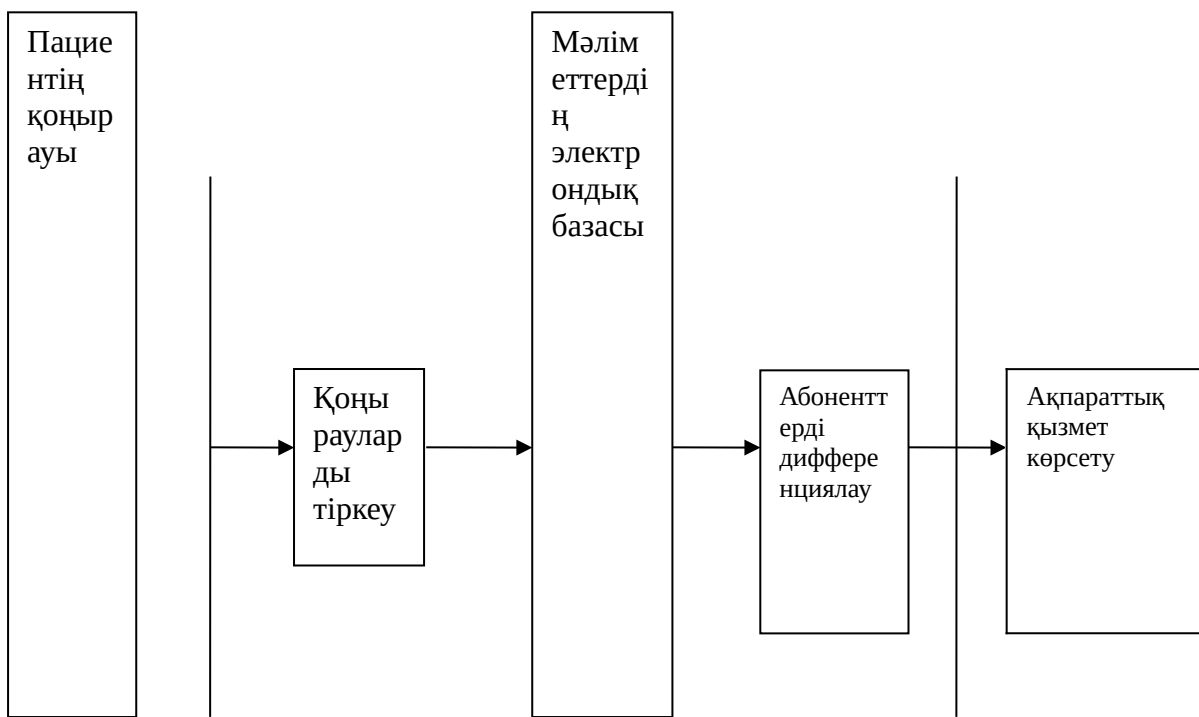 Пацие
нтің
қоңыр
ауы
Мәлім
еттерді
ң
электр
ондық
базасы
Қоңы
раулар
ды
тіркеу
Абонентт
ерді
диффере
нциялау
Ақпараттық
қызмет
көрсету